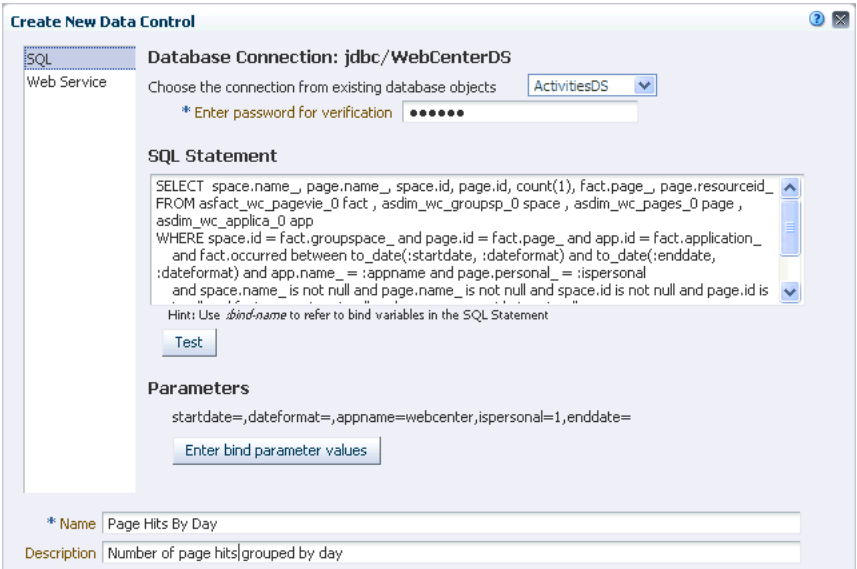 Create New Data Control
SQL
Web Service
Database Connection: jdbc/WebCenterDS
Choose the connection from existing database objects ActivitiesDS
* Enter password for verification ●●●●●●
SQL Statement
SELECT space.name_, page.name_, space.id, page.id, count(1), fact.page_, page.resourceid_
FROM asfact_wc_pagevie_0 fact , asdim_wc_groupsp_0 space , asdim_wc_pages_0 page ,
asdim_wc_applica_0 app
WHERE space.id = fact.groupspace_ and page.id = fact.page_ and app.id = fact.application_
and fact.occurred between to_date(:startdate, :dateformat) and to_date(:enddate,
:dateformat) and app.name_ = :appname and page.personal_ = :ispersonal
and space.name_ is not null and page.name_ is not null and space.id is not null and page.id is
Hint: Use :bind-name to refer to bind variables in the SQL Statement
Test
Parameters
startdate=,dateformat=,appname=webcenter,ispersonal=1,enddate=
Enter bind parameter values
* Name Page Hits By Day
Description Number of page hits grouped by day